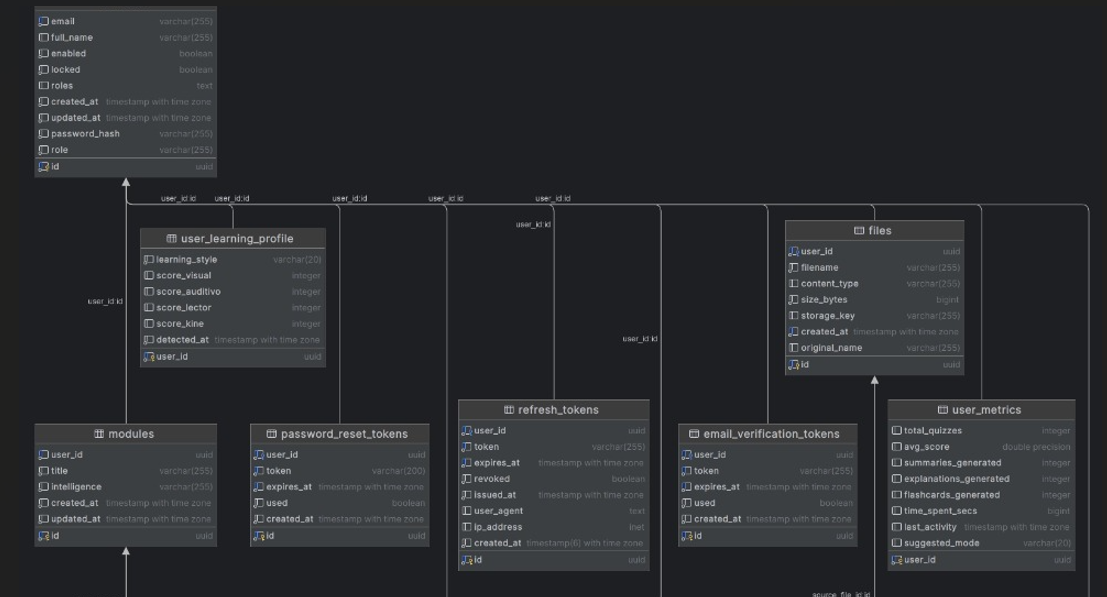 email varchar(255)
full_name varchar(255)
enabled boolean
locked boolean
roles text
created_at timestamp with time zone
updated_at timestamp with time zone
password_hash varchar(255)
role varchar(255)
id uuid
user_id:id
user_id:id
user_id:id
user_id:id
user_id:id
user_id:id
user_id:id
user_id:id
user_learning_profile
learning_style varchar(20)
score_visual integer
score_auditivo integer
score_lector integer
score_kine integer
detected_at timestamp with time zone
user_id uuid
files
user_id uuid
filename varchar(255)
content_type varchar(255)
size_bytes bigint
storage_key varchar(255)
created_at timestamp with time zone
original_name varchar(255)
id uuid
modules
user_id uuid
title varchar(255)
intelligence varchar(255)
created_at timestamp with time zone
updated_at timestamp with time zone
id uuid
password_reset_tokens
user_id uuid
token varchar(200)
expires_at timestamp with time zone
used boolean
created_at timestamp with time zone
id uuid
refresh_tokens
user_id uuid
token varchar(255)
expires_at timestamp with time zone
revoked boolean
issued_at timestamp with time zone
user_agent text
ip_address inet
created_at timestamp(6) with time zone
id uuid
email_verification_tokens
user_id uuid
token varchar(255)
expires_at timestamp with time zone
used boolean
created_at timestamp with time zone
id uuid
user_metrics
total_quizzes integer
avg_score double precision
summaries_generated integer
explanations_generated integer
flashcards_generated integer
time_spent_secs bigint
last_activity timestamp with time zone
suggested_mode varchar(20)
user_id uuid
source_file_id:id